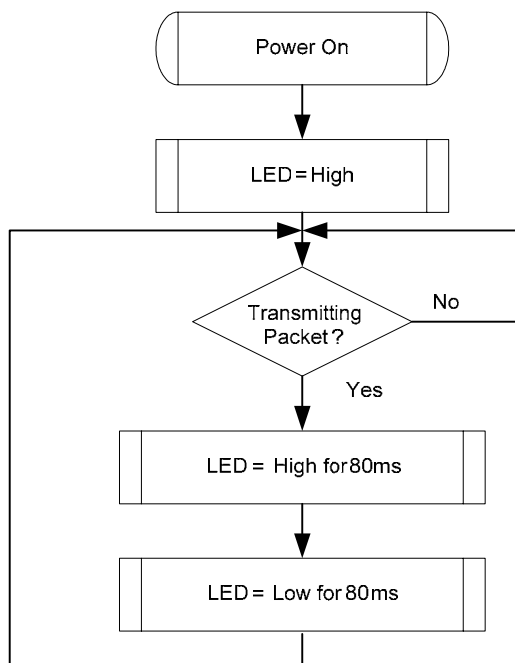 Power On
LED = High
Transmitting
Packet ?
No
Yes
LED = High for 80ms
LED = Low for 80ms